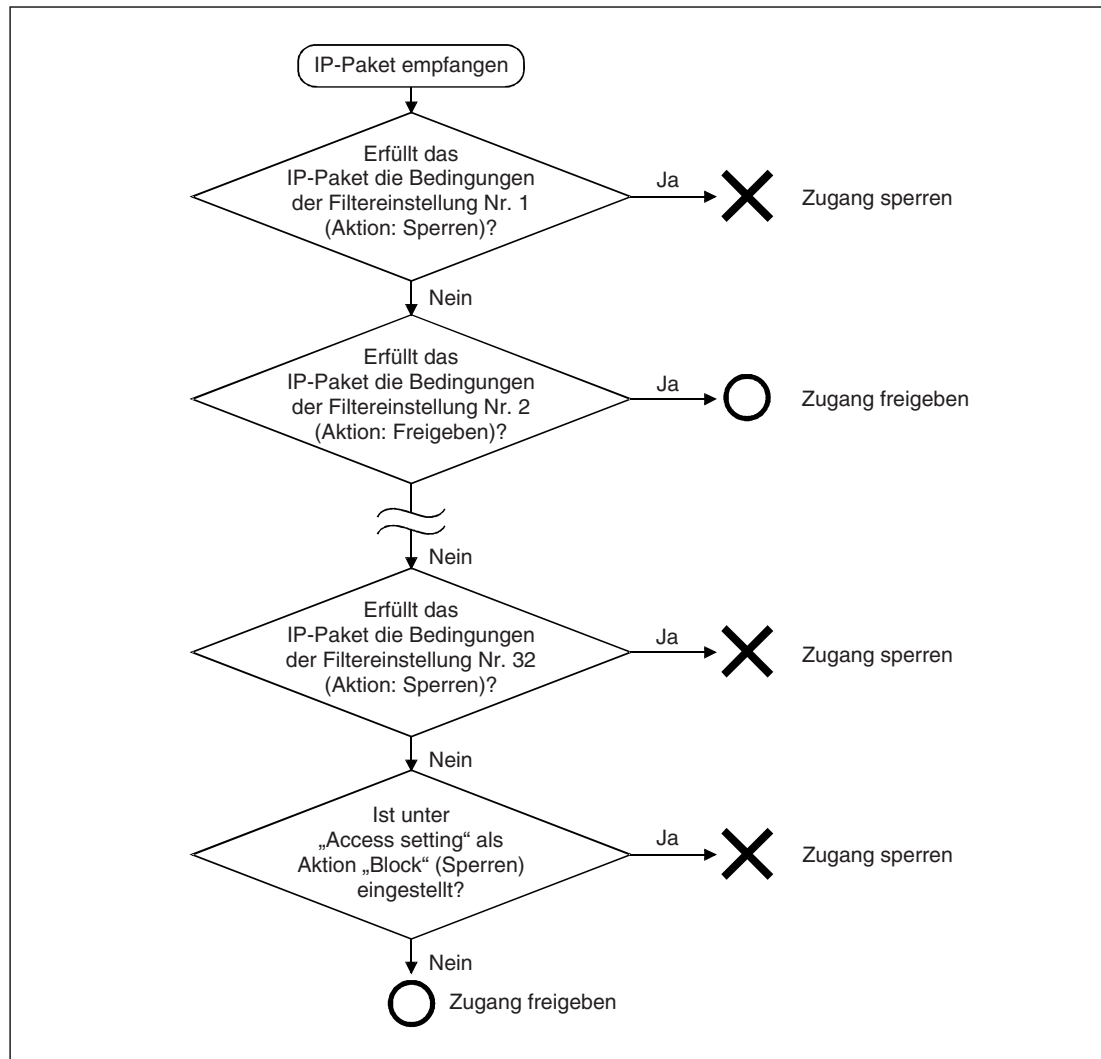 IP-Paket empfangen
Erfüllt das
IP-Paket die Bedingungen
der Filtereinstellung Nr. 1
(Aktion: Sperren)?
Ja
Zugang sperren
Nein
Erfüllt das
IP-Paket die Bedingungen
der Filtereinstellung Nr. 2
(Aktion: Freigeben)?
Ja
Zugang freigeben
Nein
Erfüllt das
IP-Paket die Bedingungen
der Filtereinstellung Nr. 32
(Aktion: Sperren)?
Ja
Zugang sperren
Nein
Ist unter
„Access setting“ als
Aktion „Block“ (Sperren)
eingestellt?
Ja
Zugang sperren
Nein
Zugang freigeben